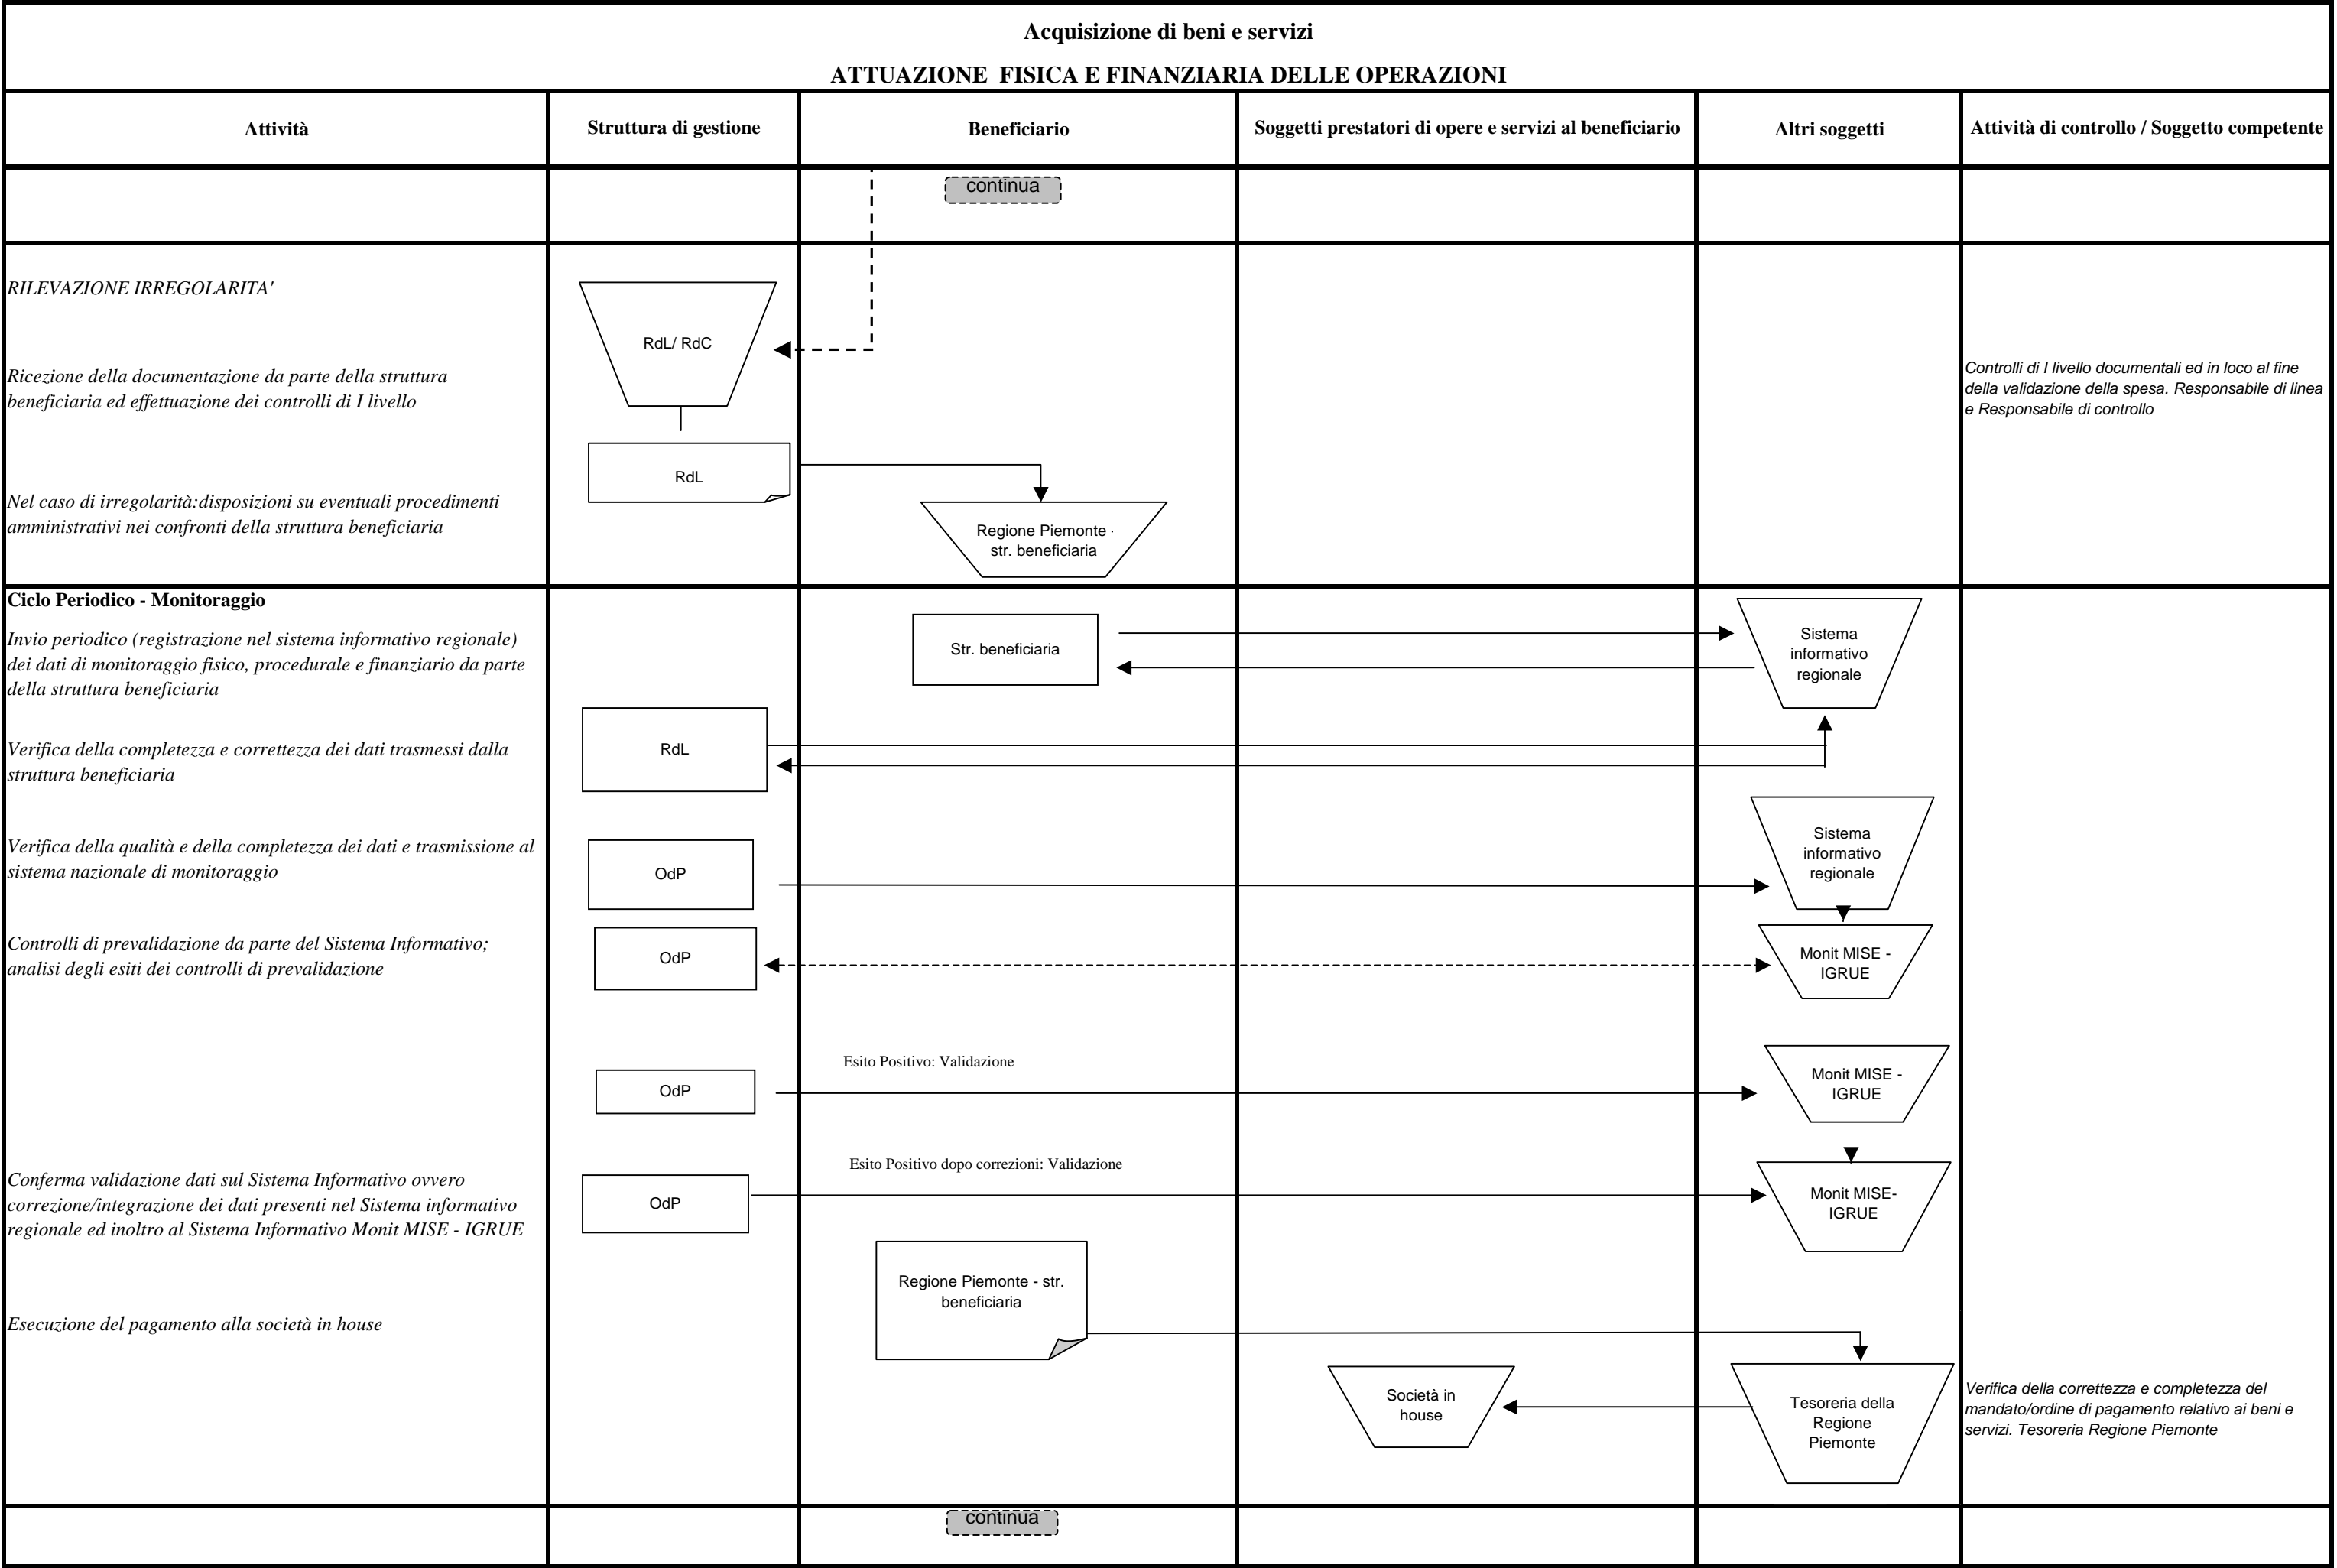 Acquisizione di beni e servizi
ATTUAZIONE FISICA E FINANZIARIA DELLE OPERAZIONI
Attività
Struttura di gestione
Beneficiario
Soggetti prestatori di opere e servizi al beneficiario
Altri soggetti
Attività di controllo / Soggetto competente
continua
RILEVAZIONE IRREGOLARITA'
RdL/ RdC
Ricezione della documentazione da parte della struttura
beneficiaria ed effettuazione dei controlli di I livello
Controlli di I livello documentali ed in loco al fine
della validazione della spesa. Responsabile di linea
e Responsabile di controllo
RdL
Nel caso di irregolarità:disposizioni su eventuali procedimenti
amministrativi nei confronti della struttura beneficiaria
Regione Piemonte -
str. beneficiaria
Ciclo Periodico - Monitoraggio
Invio periodico (registrazione nel sistema informativo regionale)
dei dati di monitoraggio fisico, procedurale e finanziario da parte
della struttura beneficiaria
Str. beneficiaria
Sistema
informativo
regionale
Verifica della completezza e correttezza dei dati trasmessi dalla
struttura beneficiaria
RdL
Verifica della qualità e della completezza dei dati e trasmissione al
sistema nazionale di monitoraggio
OdP
Sistema
informativo
regionale
Controlli di prevalidazione da parte del Sistema Informativo;
analisi degli esiti dei controlli di prevalidazione
OdP
Monit MISE -
IGRUE
Esito Positivo: Validazione
OdP
Monit MISE -
IGRUE
Esito Positivo dopo correzioni: Validazione
Conferma validazione dati sul Sistema Informativo ovvero
correzione/integrazione dei dati presenti nel Sistema informativo
regionale ed inoltro al Sistema Informativo Monit MISE - IGRUE
OdP
Monit MISE-
IGRUE
Regione Piemonte - str.
beneficiaria
Esecuzione del pagamento alla società in house
Società in
house
Tesoreria della
Regione
Piemonte
Verifica della correttezza e completezza del
mandato/ordine di pagamento relativo ai beni e
servizi. Tesoreria Regione Piemonte
continua